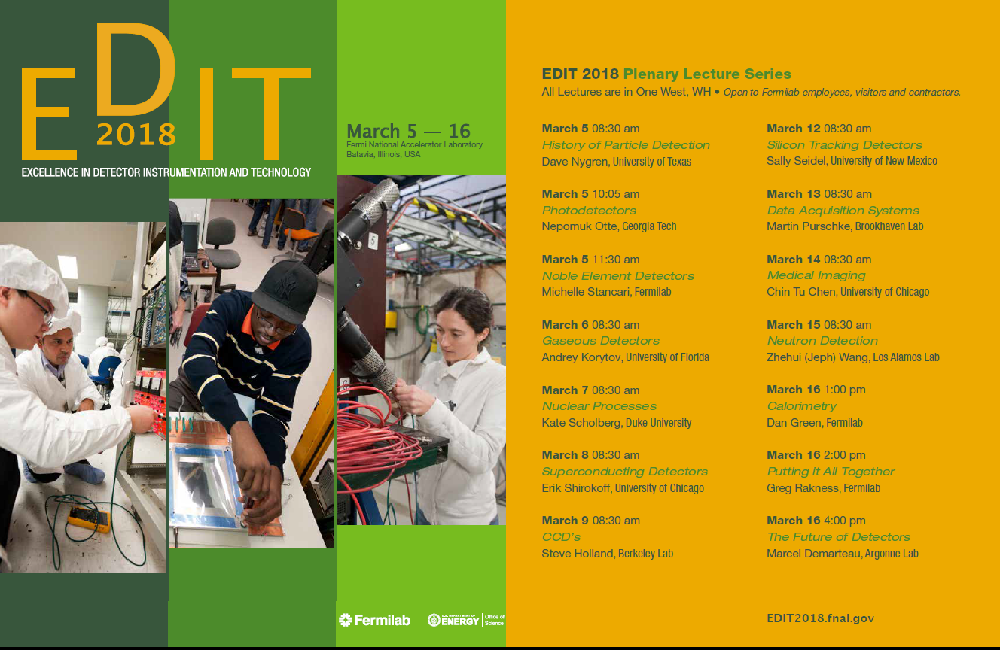 EDIT
2018
EXCELLENCE IN DETECTOR INSTRUMENTATION AND TECHNOLOGY
March 5 — 16
Fermi National Accelerator Laboratory
Batavia, Illinois, USA
5
Fermilab
U.S. DEPARTMENT OF
ENERGY
Office of
Science
EDIT 2018 Plenary Lecture Series
All Lectures are in One West, WH • Open to Fermilab employees, visitors and contractors.
March 5 08:30 am
History of Particle Detection
Dave Nygren, University of Texas
March 5 10:05 am
Photodetectors
Nepomuk Otte, Georgia Tech
March 5 11:30 am
Noble Element Detectors
Michelle Stancari, Fermilab
March 6 08:30 am
Gaseous Detectors
Andrey Korytov, University of Florida
March 7 08:30 am
Nuclear Processes
Kate Scholberg, Duke University
March 8 08:30 am
Superconducting Detectors
Erik Shirokoff, University of Chicago
March 9 08:30 am
CCD's
Steve Holland, Berkeley Lab
March 12 08:30 am
Silicon Tracking Detectors
Sally Seidel, University of New Mexico
March 13 08:30 am
Data Acquisition Systems
Martin Purschke, Brookhaven Lab
March 14 08:30 am
Medical Imaging
Chin Tu Chen, University of Chicago
March 15 08:30 am
Neutron Detection
Zhehui (Jeph) Wang, Los Alamos Lab
March 16 1:00 pm
Calorimetry
Dan Green, Fermilab
March 16 2:00 pm
Putting it All Together
Greg Rakness, Fermilab
March 16 4:00 pm
The Future of Detectors
Marcel Demarteau, Argonne Lab
EDIT2018.fnal.gov